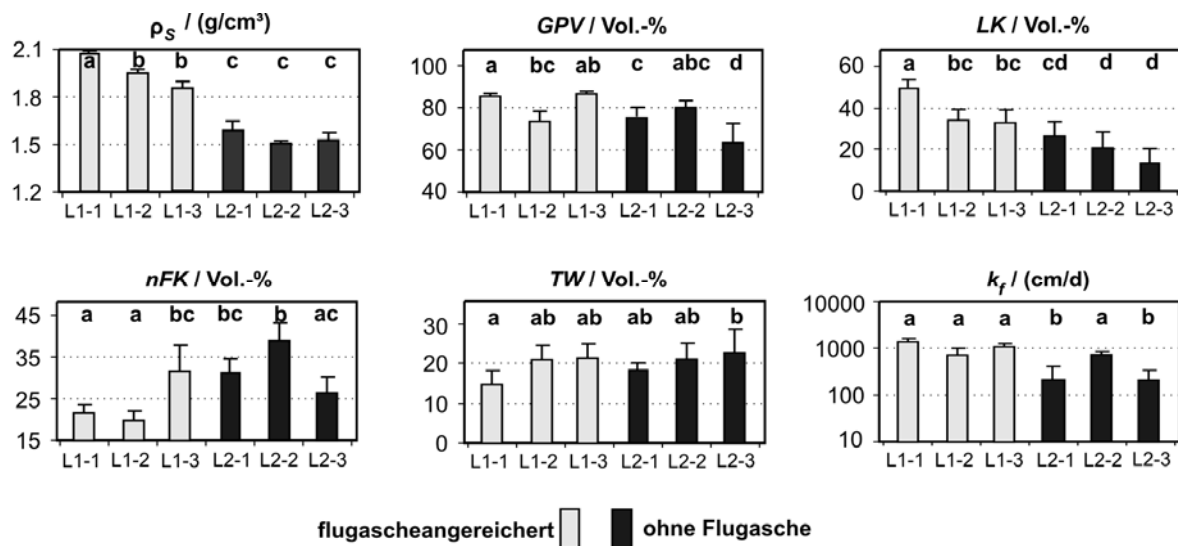 ρS / (g/cm³)
2.1
1.8
1.5
1.2
a b b c c c
L1-1 L1-2 L1-3 L2-1 L2-2 L2-3
GPV / Vol.-%
100
80
60
40
a bc ab c abc d
L1-1 L1-2 L1-3 L2-1 L2-2 L2-3
LK / Vol.-%
60
40
20
0
a bc bc cd d d
L1-1 L1-2 L1-3 L2-1 L2-2 L2-3
nFK / Vol.-%
45
35
25
15
a a bc bc b ac
L1-1 L1-2 L1-3 L2-1 L2-2 L2-3
TW / Vol.-%
30
20
10
0
a ab ab ab ab b
L1-1 L1-2 L1-3 L2-1 L2-2 L2-3
kf / (cm/d)
10000
1000
100
10
a a a b a b
L1-1 L1-2 L1-3 L2-1 L2-2 L2-3
flugascheangereichert ohne Flugasche